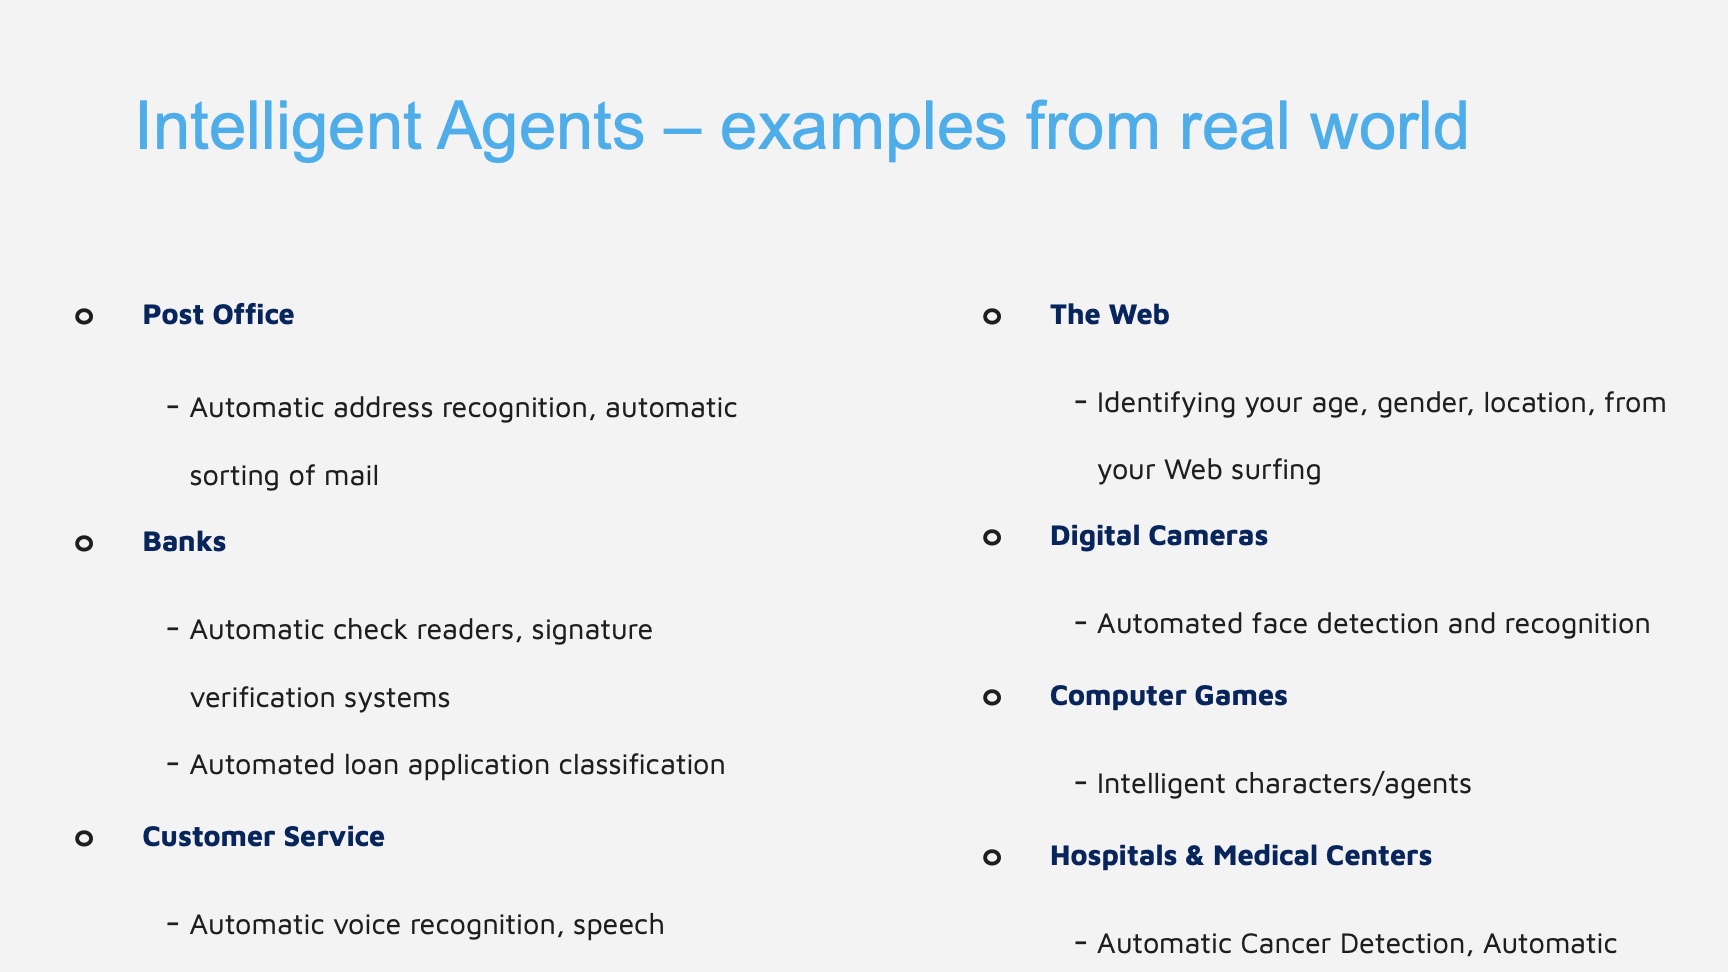 Intelligent Agents – examples from real world
o Post Office
- Automatic address recognition, automatic
sorting of mail
o Banks
- Automatic check readers, signature
verification systems
- Automated loan application classification
o Customer Service
- Automatic voice recognition, speech
o The Web
- Identifying your age, gender, location, from
your Web surfing
o Digital Cameras
- Automated face detection and recognition
o Computer Games
- Intelligent characters/agents
o Hospitals & Medical Centers
- Automatic Cancer Detection, Automatic